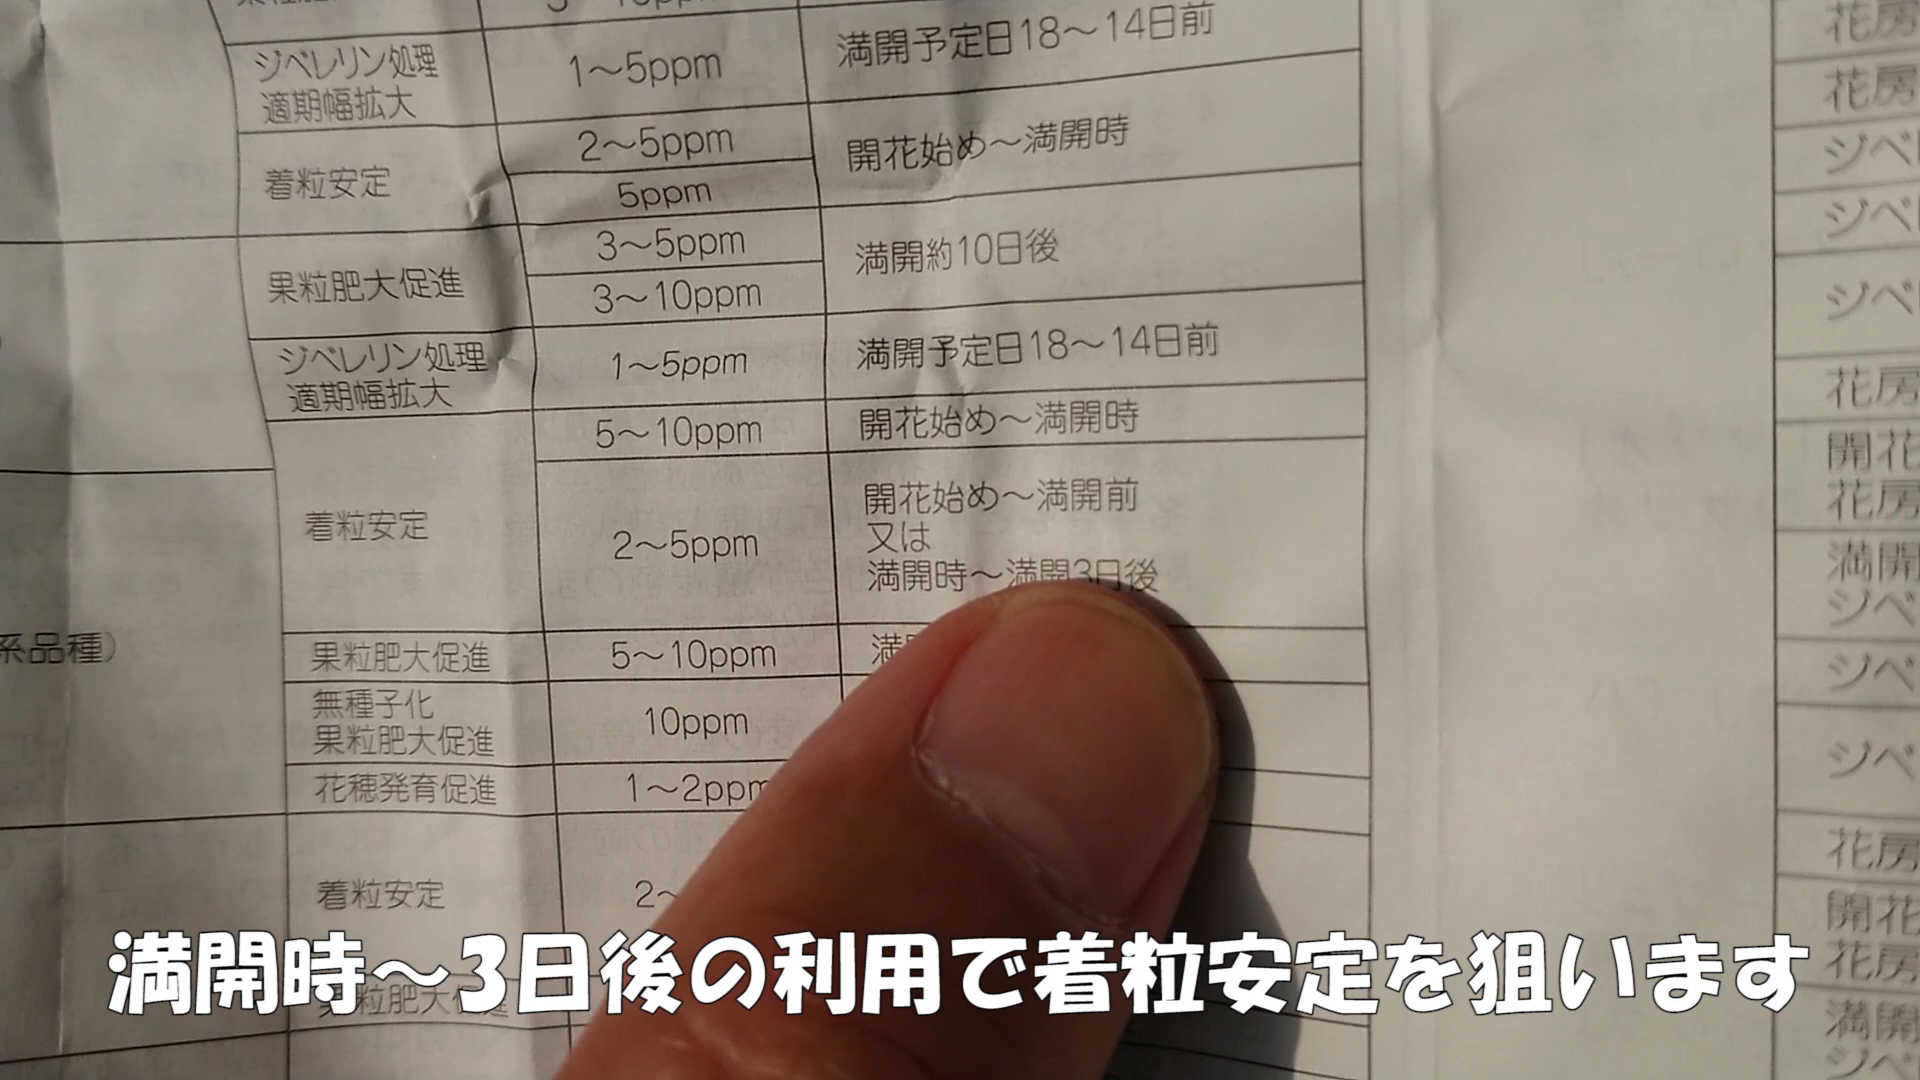 ジベレリン処理
適期幅拡大
1～5ppm
満開予定日18～14日前
着粒安定
2～5ppm
5ppm
開花始め～満開時
果粒肥大促進
3～5ppm
3～10ppm
満開約10日後
ジベレリン処理
適期幅拡大
1～5ppm
満開予定日18～14日前
着粒安定
5～10ppm
開花始め～満開時
2～5ppm
開花始め～満開前
又は
満開時～満開3日後
系品種）
果粒肥大促進
5～10ppm
満
無種子化
果粒肥大促進
10ppm
花穂発育促進
1～2ppm
着粒安定
2～
粒肥大促進
花房
花房
ジベ
ジベ
ジベ
花房
開花
花房
満開
ジベ
ジベ
ジベ
花房
開花
花房
満開
ジベ
満開時～3日後の利用で着粒安定を狙います